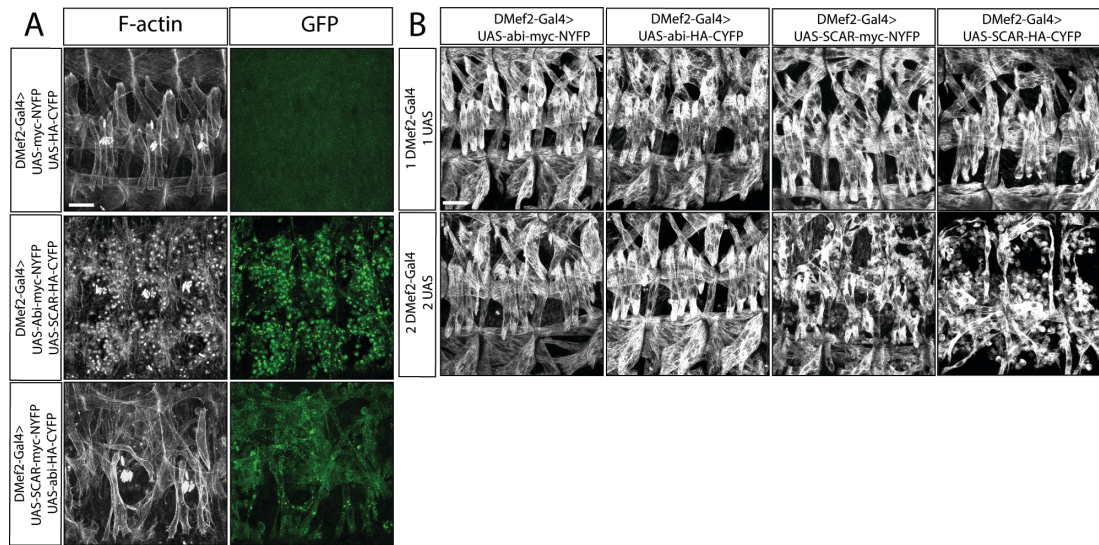 A
F-actin
GFP
DMef2-Gal4>
UAS-myc-NYFP
UAS-HA-CYFP
DMef2-Gal4>
UAS-Abi-myc-NYFP
UAS-SCAR-HA-CYFP
DMef2-Gal4>
UAS-SCAR-myc-NYFP
UAS-abi-HA-CYFP
B
DMef2-Gal4>
UAS-abi-myc-NYFP
DMef2-Gal4>
UAS-abi-HA-CYFP
DMef2-Gal4>
UAS-SCAR-myc-NYFP
DMef2-Gal4>
UAS-SCAR-HA-CYFP
1 DMef2-Gal4
1 UAS
2 DMef2-Gal4
2 UAS